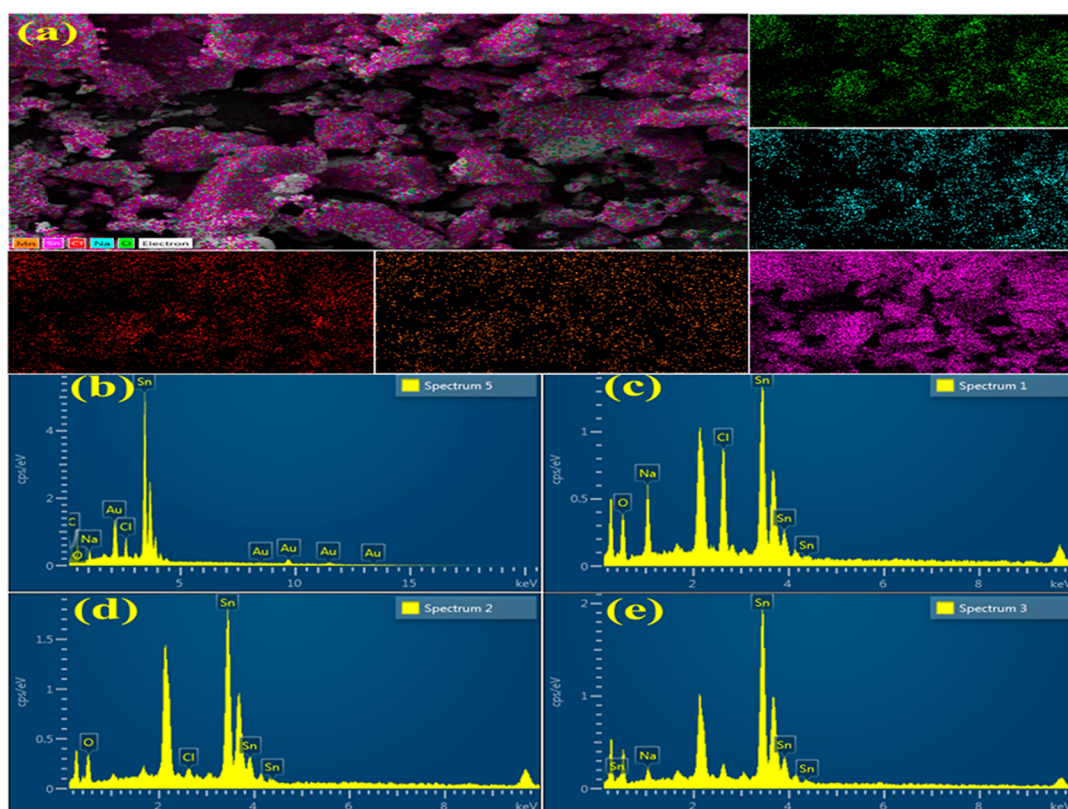 (a)
Mn Sn Cl Na O Electron
(b)
Spectrum 5
Sn
4
2
0
cps/eV
C
O
Na
Au
Cl
Au
Au
Au
Au
5
10
15
keV
(c)
Spectrum 1
Sn
1
0.5
0
cps/eV
O
Na
Cl
Sn
Sn
2
4
6
8
keV
(d)
Spectrum 2
Sn
1.5
1
0.5
0
cps/eV
O
Cl
Sn
Sn
2
4
6
8
keV
(e)
Spectrum 3
Sn
2
1
0
cps/eV
Sn
Na
Sn
Sn
2
4
6
8
keV